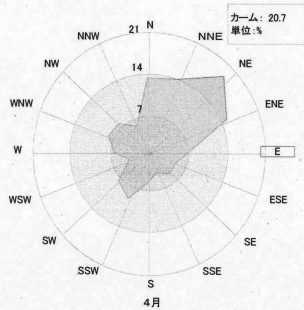 カーム: 20.7
単位:%
N
NNW
NNE
21
NW
NE
14
WNW
ENE
7
W
E
WSW
ESE
SW
SE
SSW
SSE
S
4月